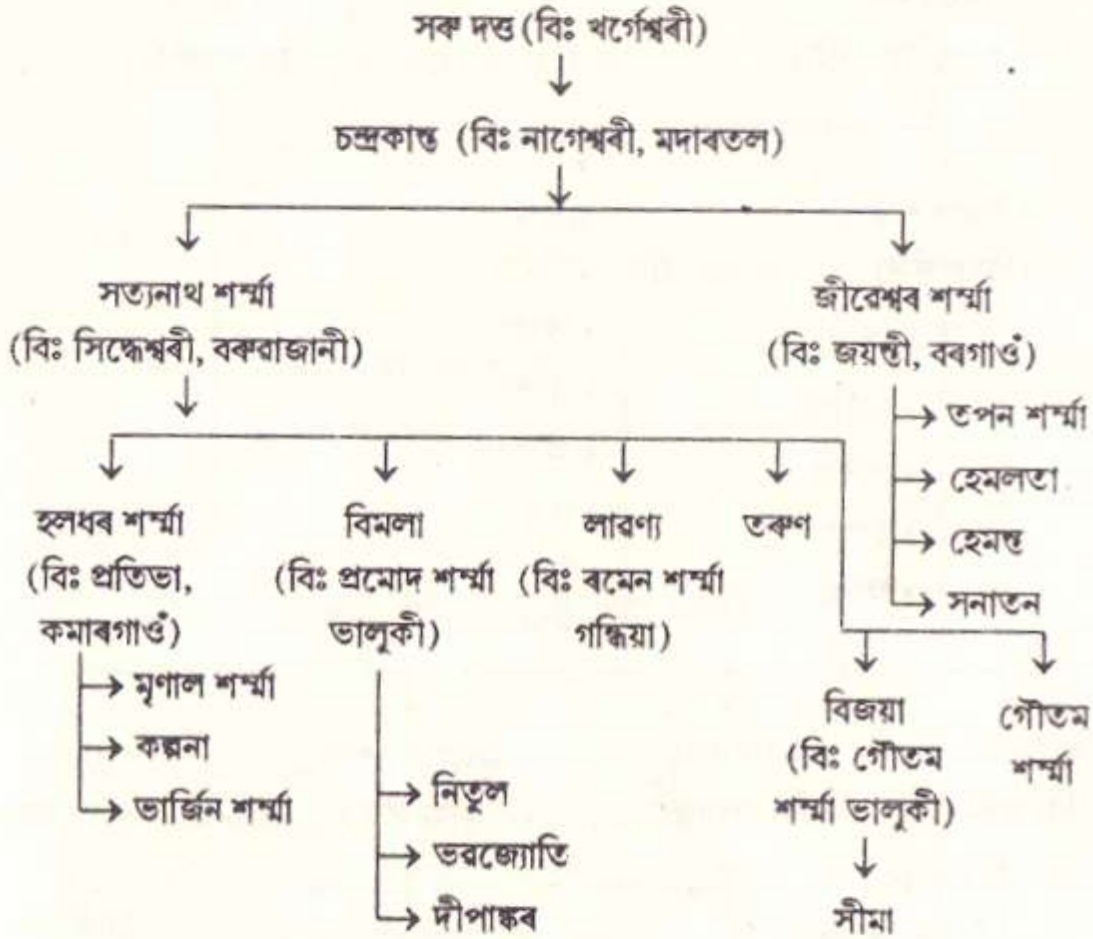 সৰু দত্ত (বিঃ খৰ্গেশ্বৰী)
চন্দ্ৰকান্ত (বিঃ নাগেশ্বৰী, মদাৰতল)
সত্যনাথ শৰ্ম্মা
(বিঃ সিদ্ধেশ্বৰী, বৰুৱাজানী)
জীৱেশ্বৰ শৰ্ম্মা
(বিঃ জয়ন্তী, বৰগাওঁ)
তপন শৰ্ম্মা
হেমলতা
হেমন্ত
সনাতন
হলধৰ শৰ্ম্মা
(বিঃ প্ৰতিভা,
কমাৰগাওঁ)
মৃণাল শৰ্ম্মা
কল্পনা
ভাৰ্জিন শৰ্ম্মা
বিমলা
(বিঃ প্ৰমোদ শৰ্ম্মা
ভালুকী)
নিতুল
ভৱজ্যোতি
দীপাঙ্কৰ
লাৱণ্য
(বিঃ ৰমেন শৰ্ম্মা
গন্ধিয়া)
তৰুণ
বিজয়া
(বিঃ গৌতম
শৰ্ম্মা ভালুকী)
সীমা
গৌতম
শৰ্ম্মা